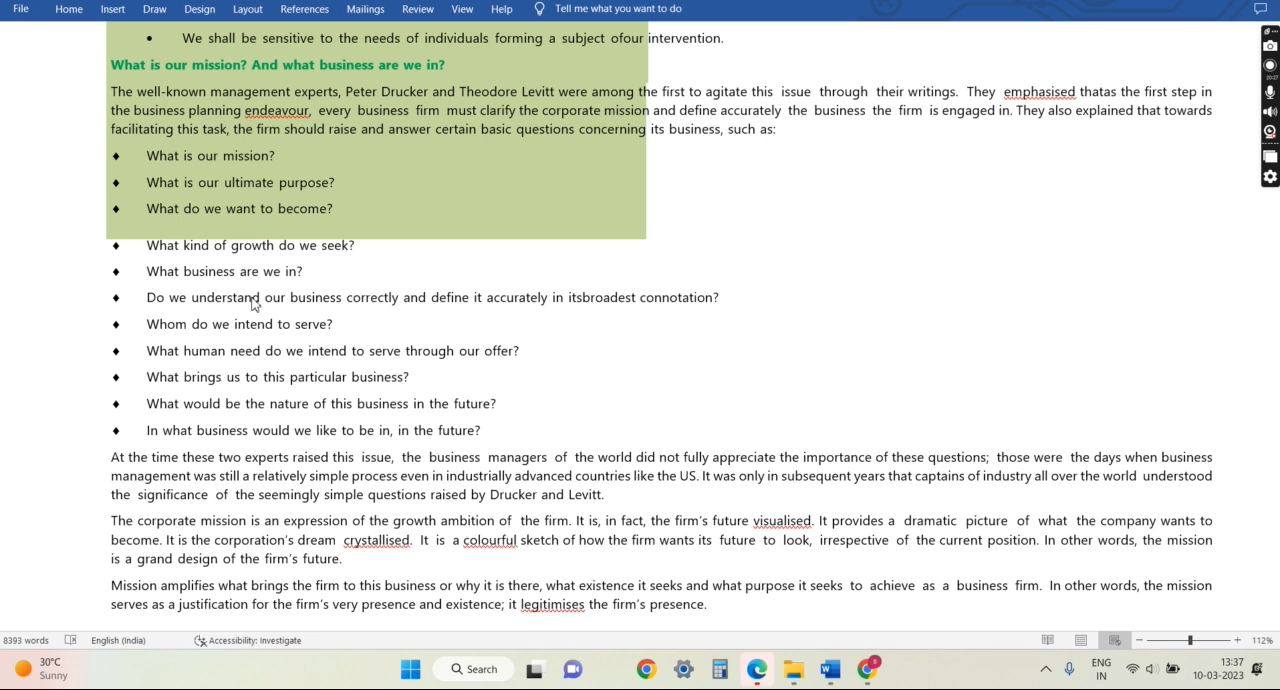 File Home Insert Draw Design Layout References Mailings Review View Help Tell me what you want to do
• We shall be sensitive to the needs of individuals forming a subject ofour intervention.
What is our mission? And what business are we in?
The well-known management experts, Peter Drucker and Theodore Levitt were among the first to agitate this issue through their writings. They emphasised thatas the first step in
the business planning endeavour, every business firm must clarify the corporate mission and define accurately the business the firm is engaged in. They also explained that towards
facilitating this task, the firm should raise and answer certain basic questions concerning its business, such as:
♦ What is our mission?
♦ What is our ultimate purpose?
♦ What do we want to become?
♦ What kind of growth do we seek?
♦ What business are we in?
♦ Do we understand our business correctly and define it accurately in itsbroadest connotation?
♦ Whom do we intend to serve?
♦ What human need do we intend to serve through our offer?
♦ What brings us to this particular business?
♦ What would be the nature of this business in the future?
♦ In what business would we like to be in, in the future?
At the time these two experts raised this issue, the business managers of the world did not fully appreciate the importance of these questions; those were the days when business
management was still a relatively simple process even in industrially advanced countries like the US. It was only in subsequent years that captains of industry all over the world understood
the significance of the seemingly simple questions raised by Drucker and Levitt.
The corporate mission is an expression of the growth ambition of the firm. It is, in fact, the firm's future visualised. It provides a dramatic picture of what the company wants to
become. It is the corporation's dream crystallised. It is a colourful sketch of how the firm wants its future to look, irrespective of the current position. In other words, the mission
is a grand design of the firm's future.
Mission amplifies what brings the firm to this business or why it is there, what existence it seeks and what purpose it seeks to achieve as a business firm. In other words, the mission
serves as a justification for the firm's very presence and existence; it legitimises the firm's presence.
8393 words English (India) Accessibility: Investigate 112%
30°C
Sunny
Search
ENG
IN
13:37
10-03-2023